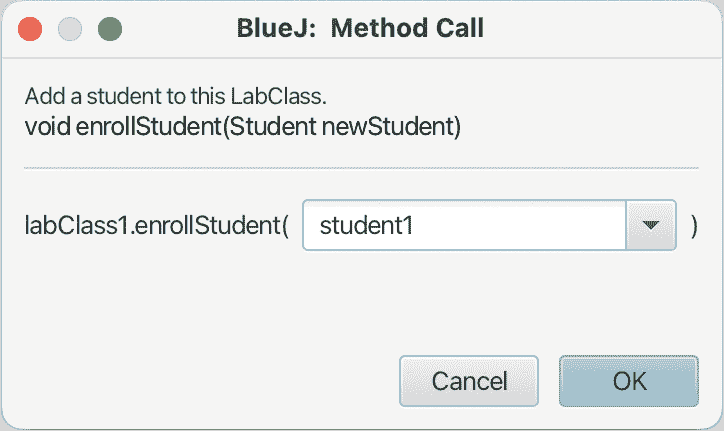 BlueJ: Method Call
Add a student to this LabClass.
void enrollStudent(Student newStudent)
labClass1.enrollStudent( student1 )
Cancel OK